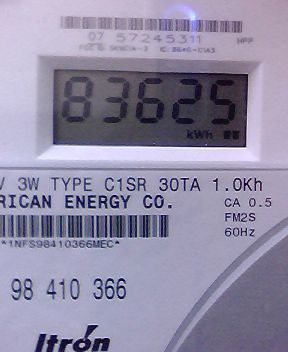 07 57245311
83625
kWh
V 3W TYPE C1SR 30TA 1.0Kh
RICAN ENERGY CO.
CA 0.5
FM2S
60Hz
*1NFS98410366MEC*
98 410 366
Itron